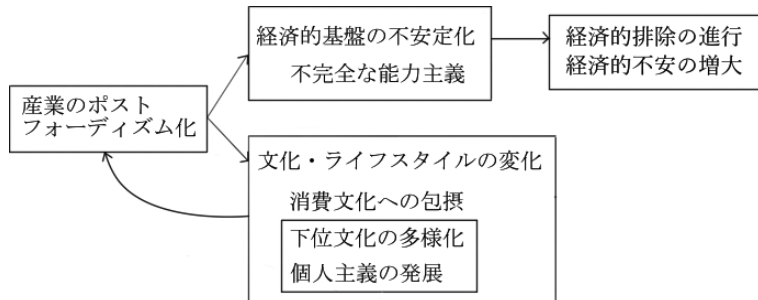 産業のポスト
フォーディズム化
経済的基盤の不安定化
不完全な能力主義
経済的排除の進行
経済的不安の増大
文化・ライフスタイルの変化
消費文化への包摂
下位文化の多様化
個人主義の発展